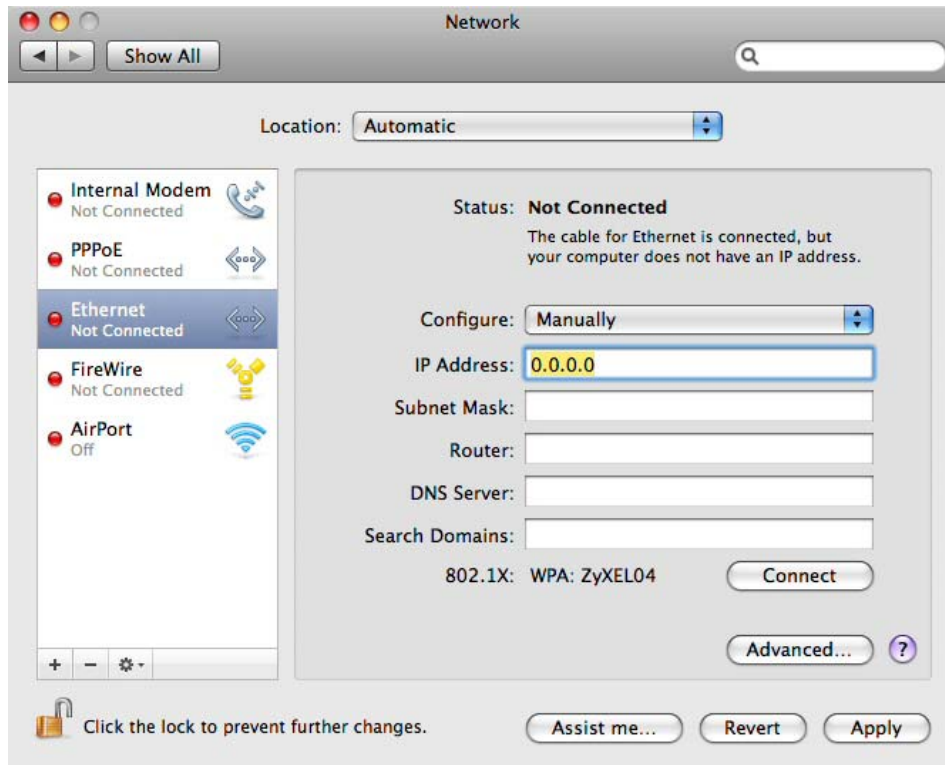 Network
Show All
Location: Automatic
Internal Modem
Not Connected
PPPoE
Not Connected
Ethernet
Not Connected
FireWire
Not Connected
AirPort
Off
Status: Not Connected
The cable for Ethernet is connected, but
your computer does not have an IP address.
Configure: Manually
IP Address: 0.0.0.0
Subnet Mask:
Router:
DNS Server:
Search Domains:
802.1X: WPA: ZyXEL04 Connect
Advanced... ?
Click the lock to prevent further changes.
Assist me... Revert Apply